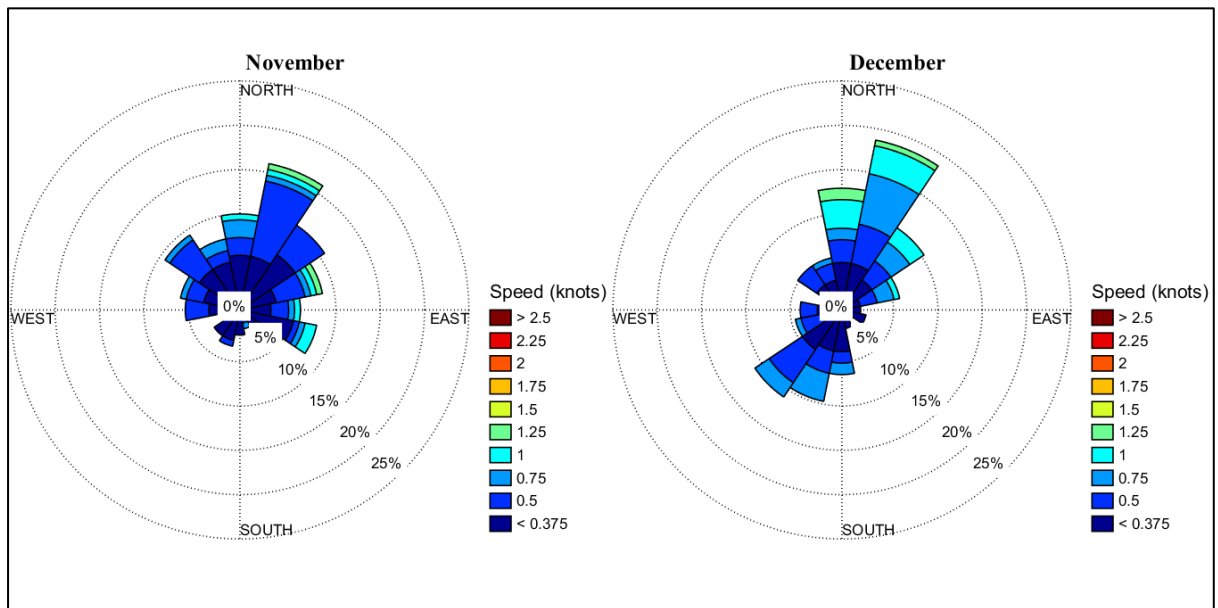 November
NORTH
WEST
EAST
SOUTH
0%
5%
10%
15%
20%
25%
Speed (knots)
> 2.5
2.25
2
1.75
1.5
1.25
1
0.75
0.5
< 0.375
December
NORTH
WEST
EAST
SOUTH
0%
5%
10%
15%
20%
25%
Speed (knots)
> 2.5
2.25
2
1.75
1.5
1.25
1
0.75
0.5
< 0.375